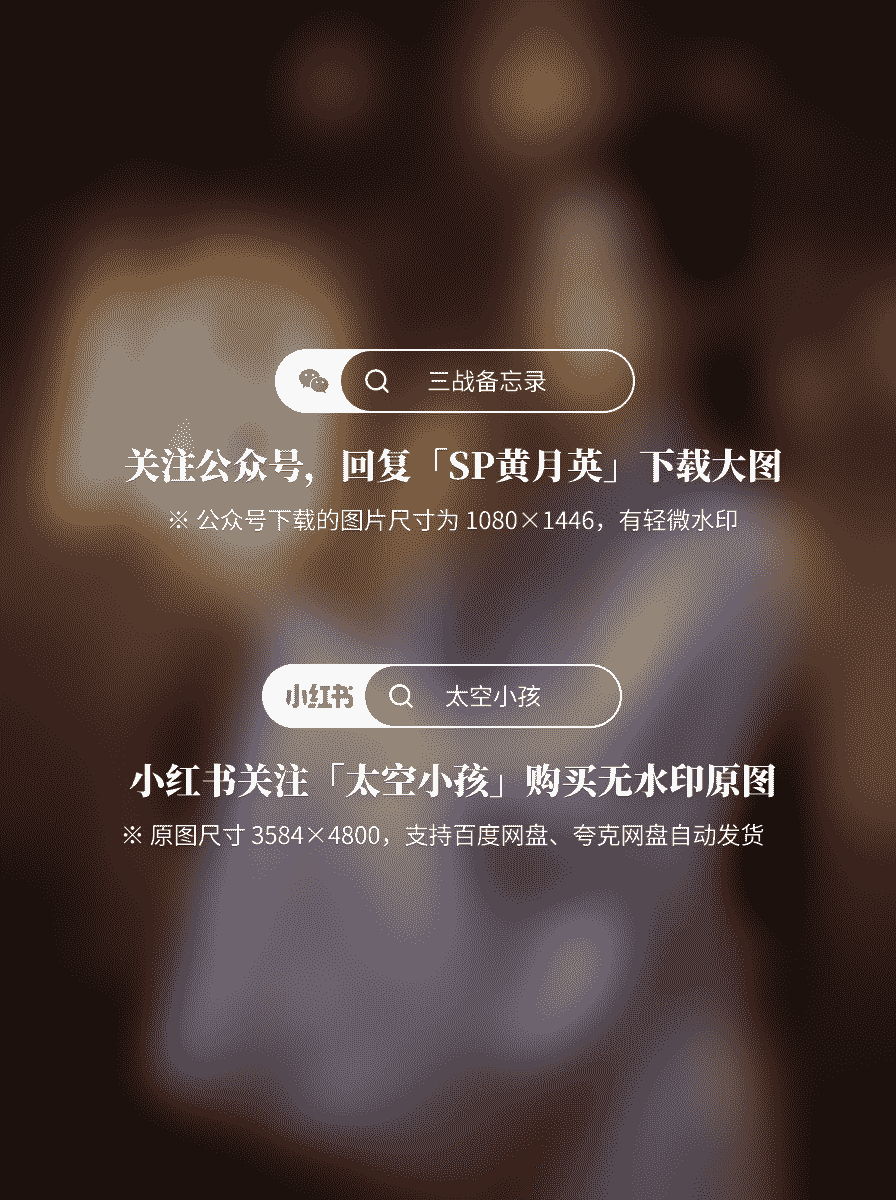 三战备忘录
关注公众号，回复「SP黄月英」下载大图
※ 公众号下载的图片尺寸为 1080×1446，有轻微水印
小红书 太空小孩
小红书关注「太空小孩」购买无水印原图
※ 原图尺寸 3584×4800，支持百度网盘、夸克网盘自动发货